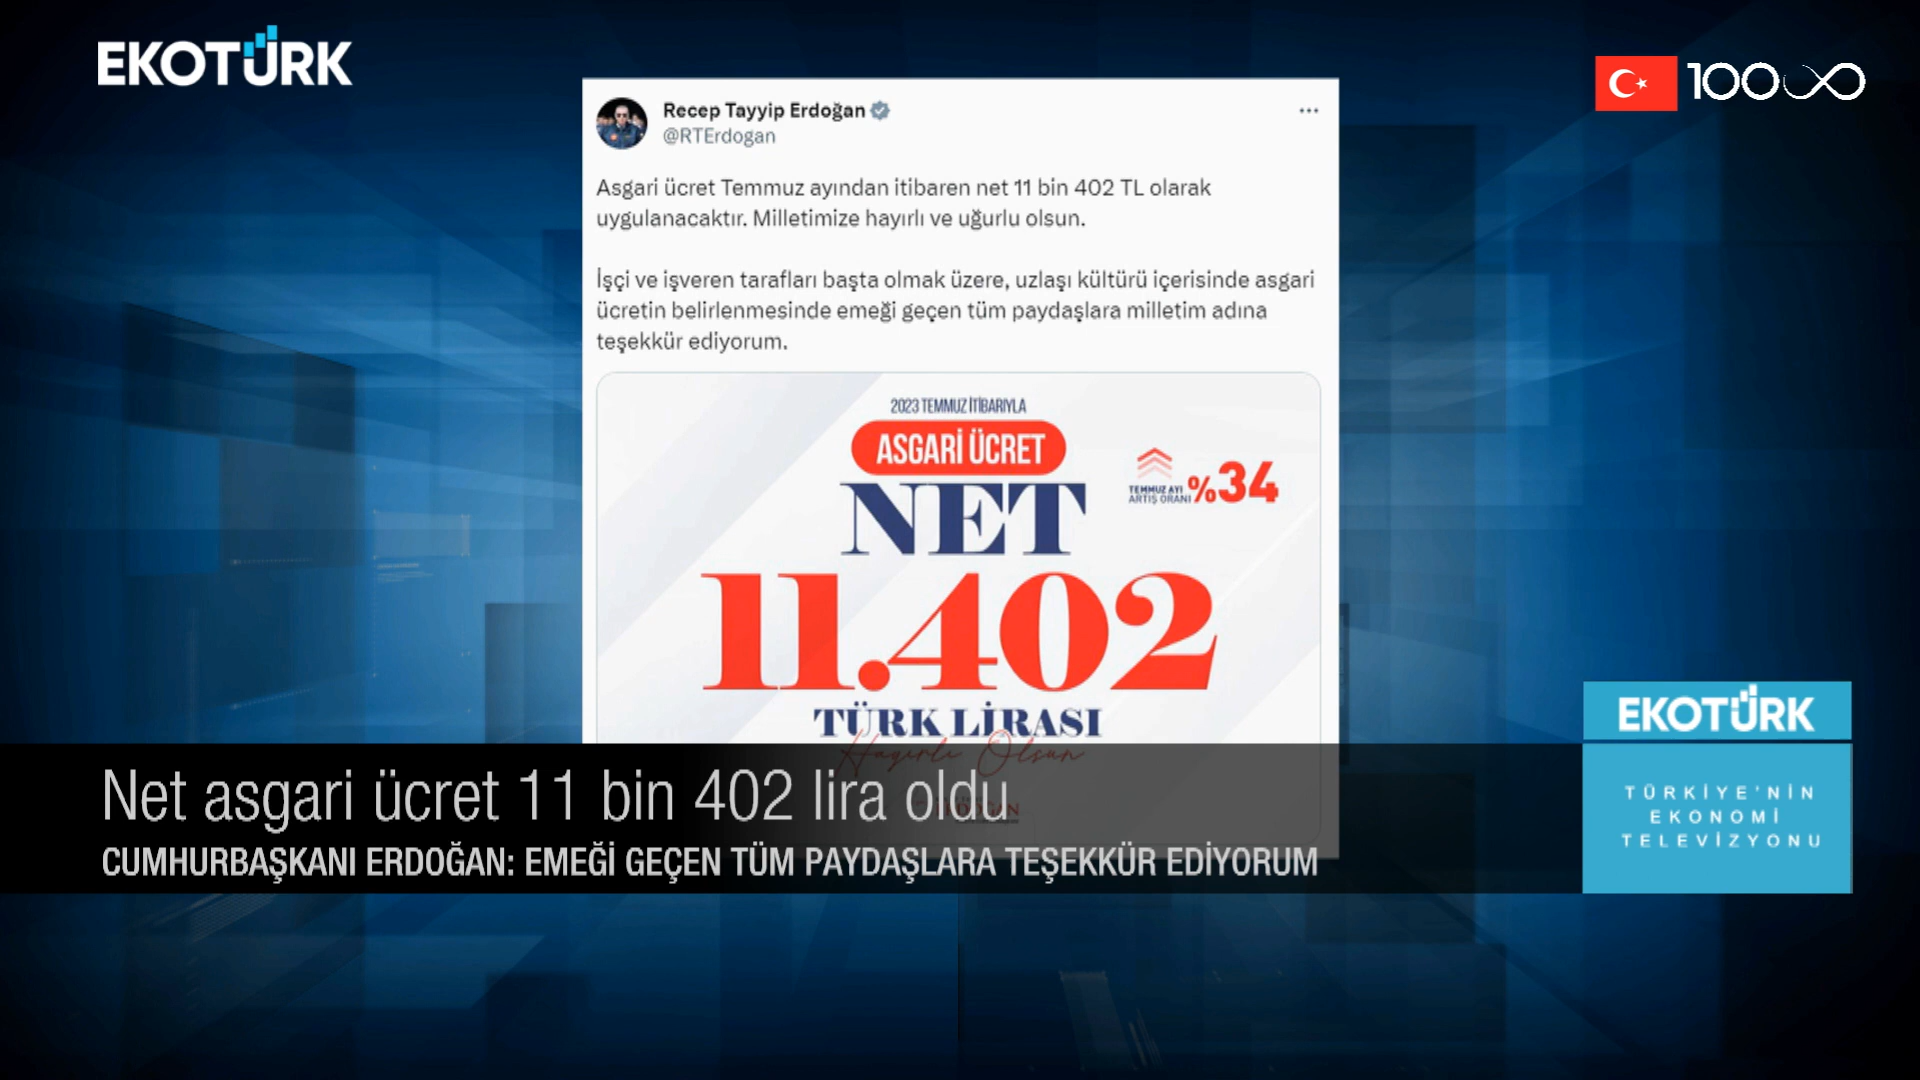 EKOTÜRK
100
Recep Tayyip Erdoğan
@RTErdogan
Asgari ücret Temmuz ayından itibaren net 11 bin 402 TL olarak
uygulanacaktır. Milletimize hayırlı ve uğurlu olsun.
İşçi ve işveren tarafları başta olmak üzere, uzlaşı kültürü içerisinde asgari
ücretin belirlenmesinde emeği geçen tüm paydaşlara milletim adına
teşekkür ediyorum.
2023 TEMMUZ İTİBARIYLA
ASGARİ ÜCRET
NET
TEMMUZ AYI
ARTIŞ ORANI %34
11.402
TÜRK LİRASI
Hayırlı Olsun
Net asgari ücret 11 bin 402 lira oldu
CUMHURBAŞKANI ERDOĞAN: EMEĞİ GEÇEN TÜM PAYDAŞLARA TEŞEKKÜR EDİYORUM
EKOTÜRK
TÜRKİYE'NİN
EKONOMİ
TELEVİZYONU